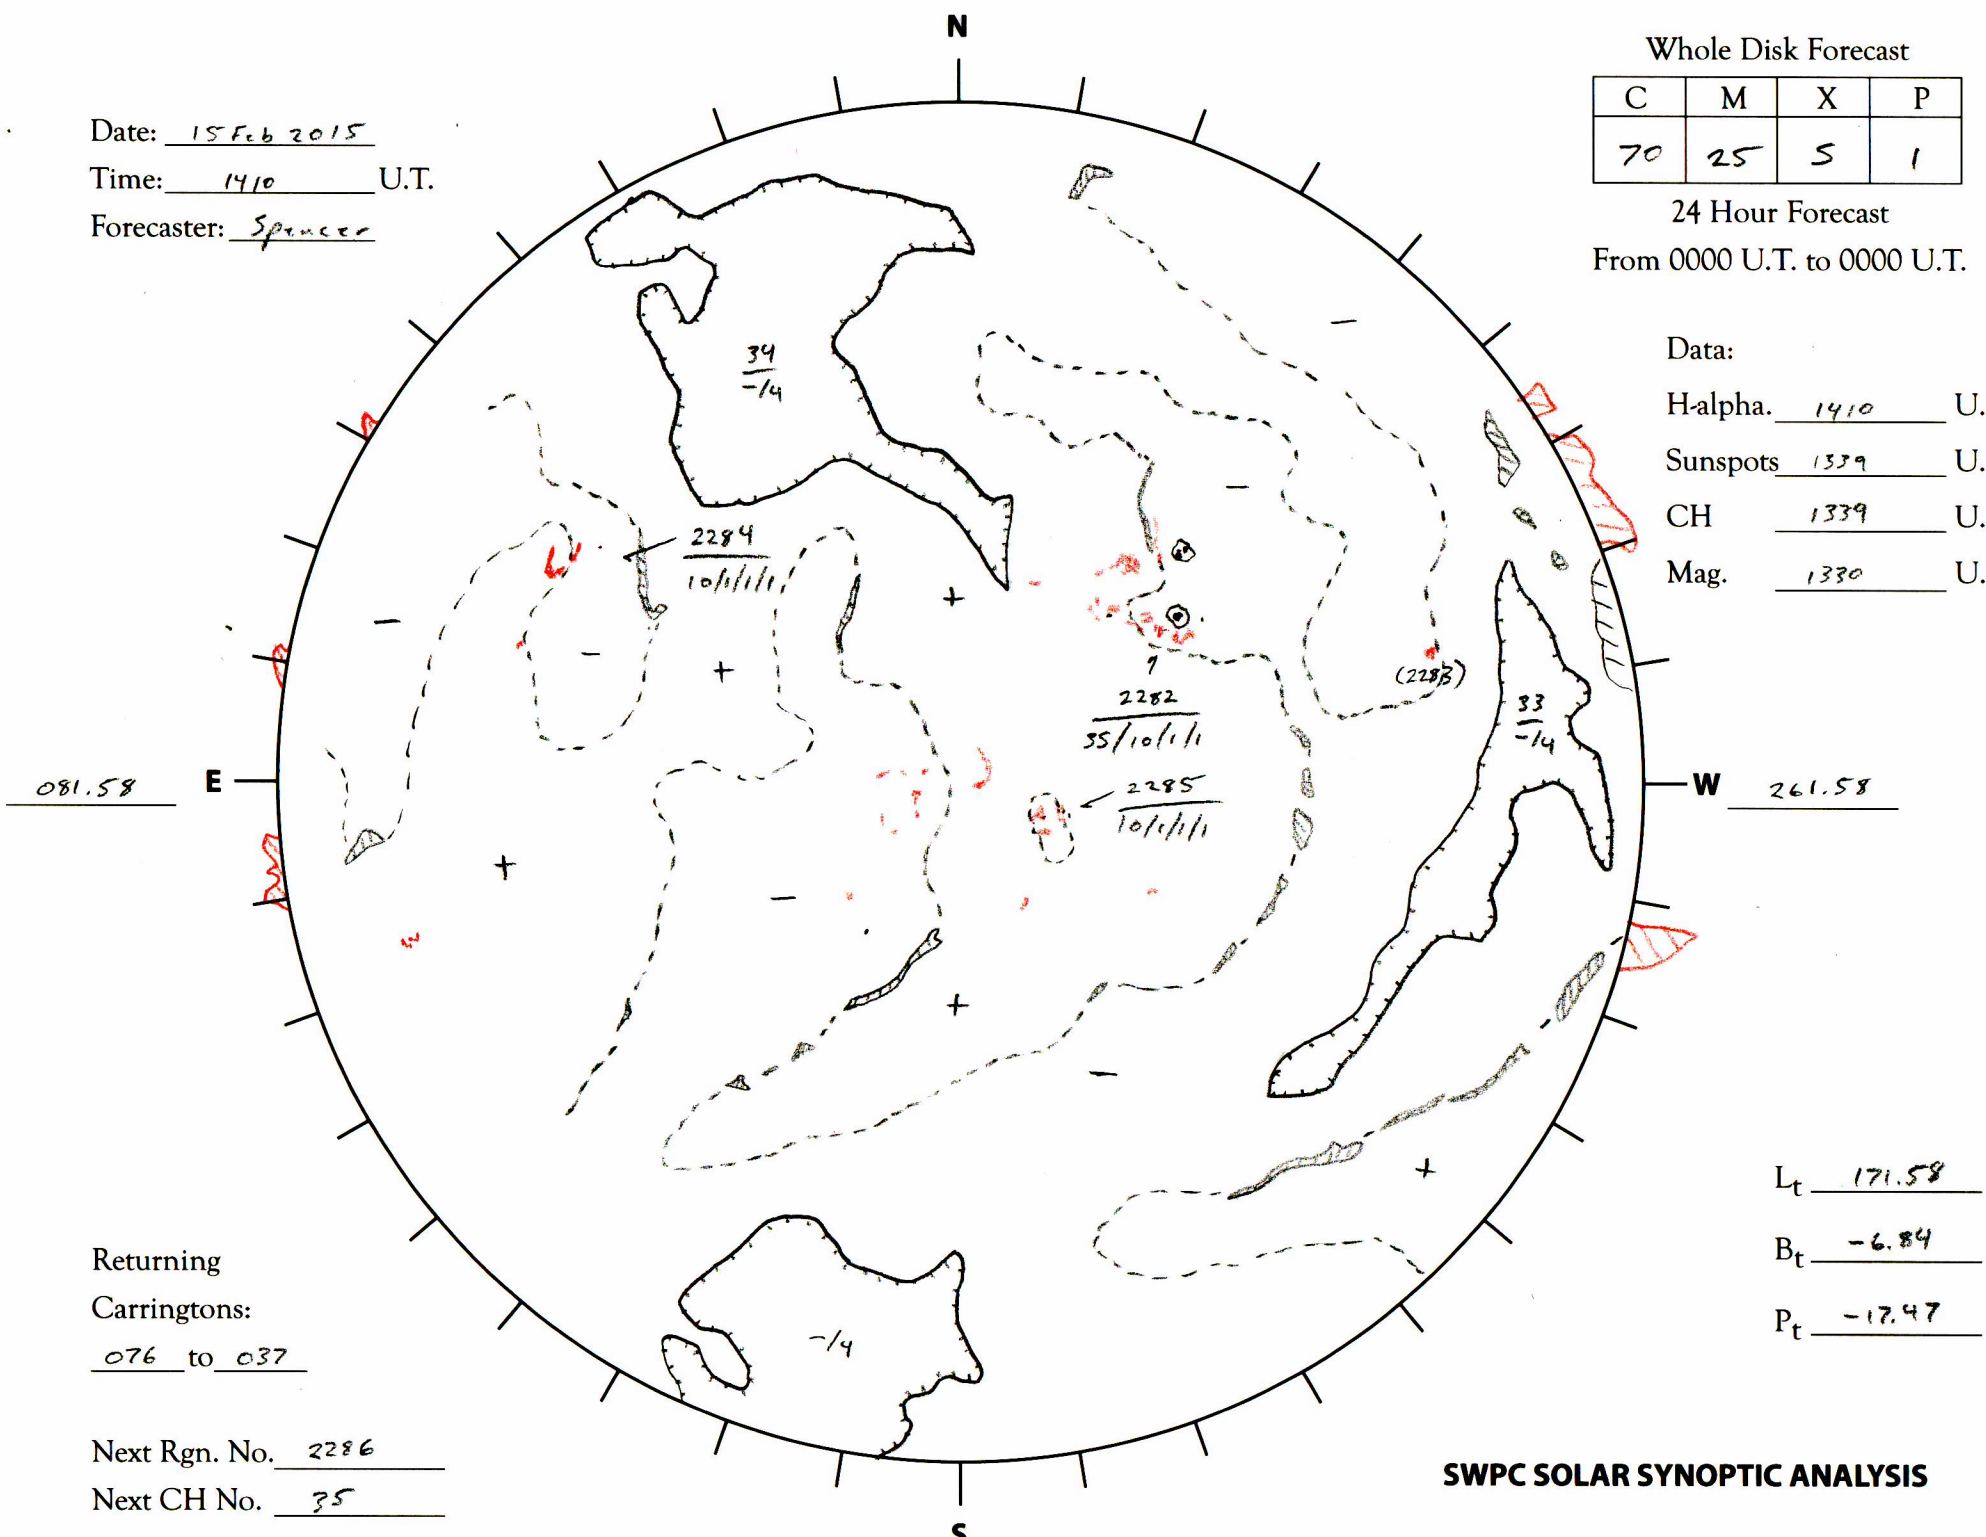 N
Date: 15 Feb 2015
Time: 1410 U.T.
Forecaster: Spencer
Whole Disk Forecast
C M X P
70 25 5 1
24 Hour Forecast
From 0000 U.T. to 0000 U.T.
Data:
H-alpha. 1410 U.
Sunspots 1339 U.
CH 1339 U.
Mag. 1330 U.
34
-/4
-
-
2284
10/1/1/1
+
-
-
+
(2283)
2282
35/10/1/1
33
-/4
2285
10/1/1/1
081.58 E
W 261.58
+
-
+
-
+
-/4
Lt 171.58
Bt -6.84
Pt -17.47
Returning
Carringtons:
076 to 037
Next Rgn. No. 2286
Next CH No. 35
SWPC SOLAR SYNOPTIC ANALYSIS
S